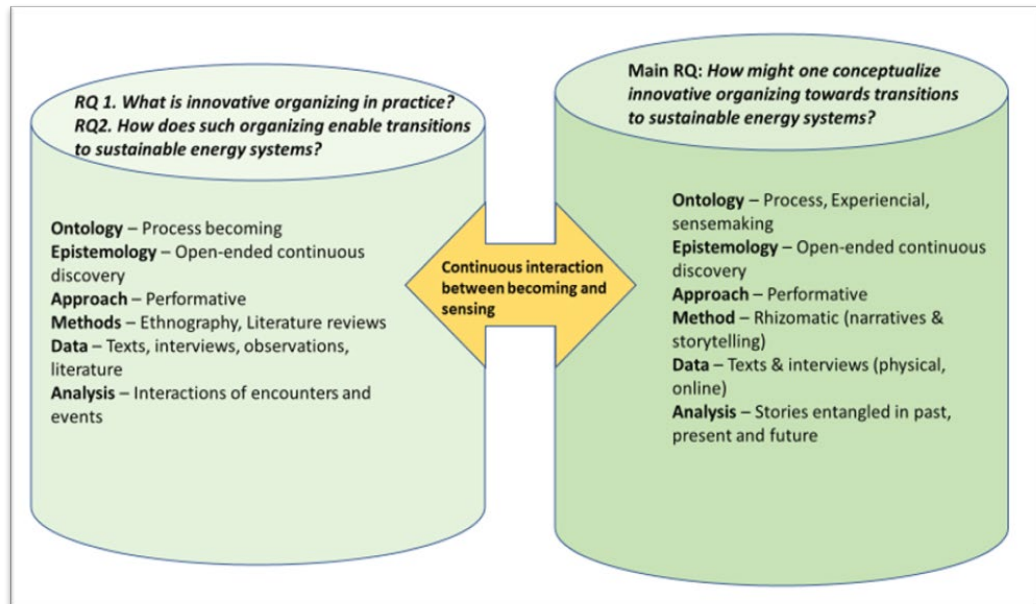 RQ 1. What is innovative organizing in practice?
RQ2. How does such organizing enable transitions
to sustainable energy systems?
Ontology – Process becoming
Epistemology – Open-ended continuous
discovery
Approach – Performative
Methods – Ethnography, Literature reviews
Data – Texts, interviews, observations,
literature
Analysis – Interactions of encounters and
events
Continuous interaction
between becoming and
sensing
Main RQ: How might one conceptualize
innovative organizing towards transitions
to sustainable energy systems?
Ontology – Process, Experiencial,
sensemaking
Epistemology – Open-ended continuous
discovery
Approach – Performative
Method – Rhizomatic (narratives &
storytelling)
Data – Texts & interviews (physical,
online)
Analysis – Stories entangled in past,
present and future